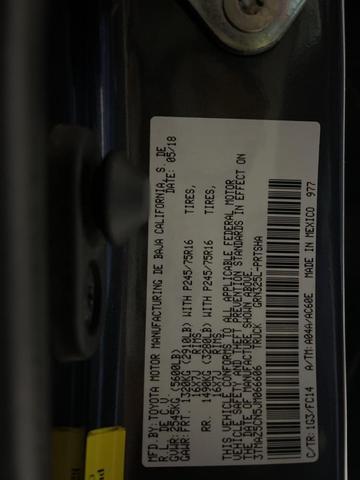 MFD. BY: TOYOTA MOTOR MANUFACTURING DE BAJA CALIFORNIA, S. DE
R.L. DE C.V. DATE: 05/18
GVWR: 2545KG (5600LB)
GAWR: FRT. 1320KG (2910LB) WITH P245/75R16 TIRES,
16X7J RIMS,
RR. 1490KG (3280LB) WITH P245/75R16 TIRES,
16X7J RIMS.
THIS VEHICLE CONFORMS TO ALL APPLICABLE FEDERAL MOTOR
VEHICLE SAFETY AND THEFT PREVENTION STANDARDS IN EFFECT ON
THE DATE OF MANUFACTURE SHOWN ABOVE.
3TMAZ5CN5JM066606 TRUCK GRN325L-PRTSHA
C/TR: 1G3/FC14 A/TM: A04A/AC60E MADE IN MEXICO 977